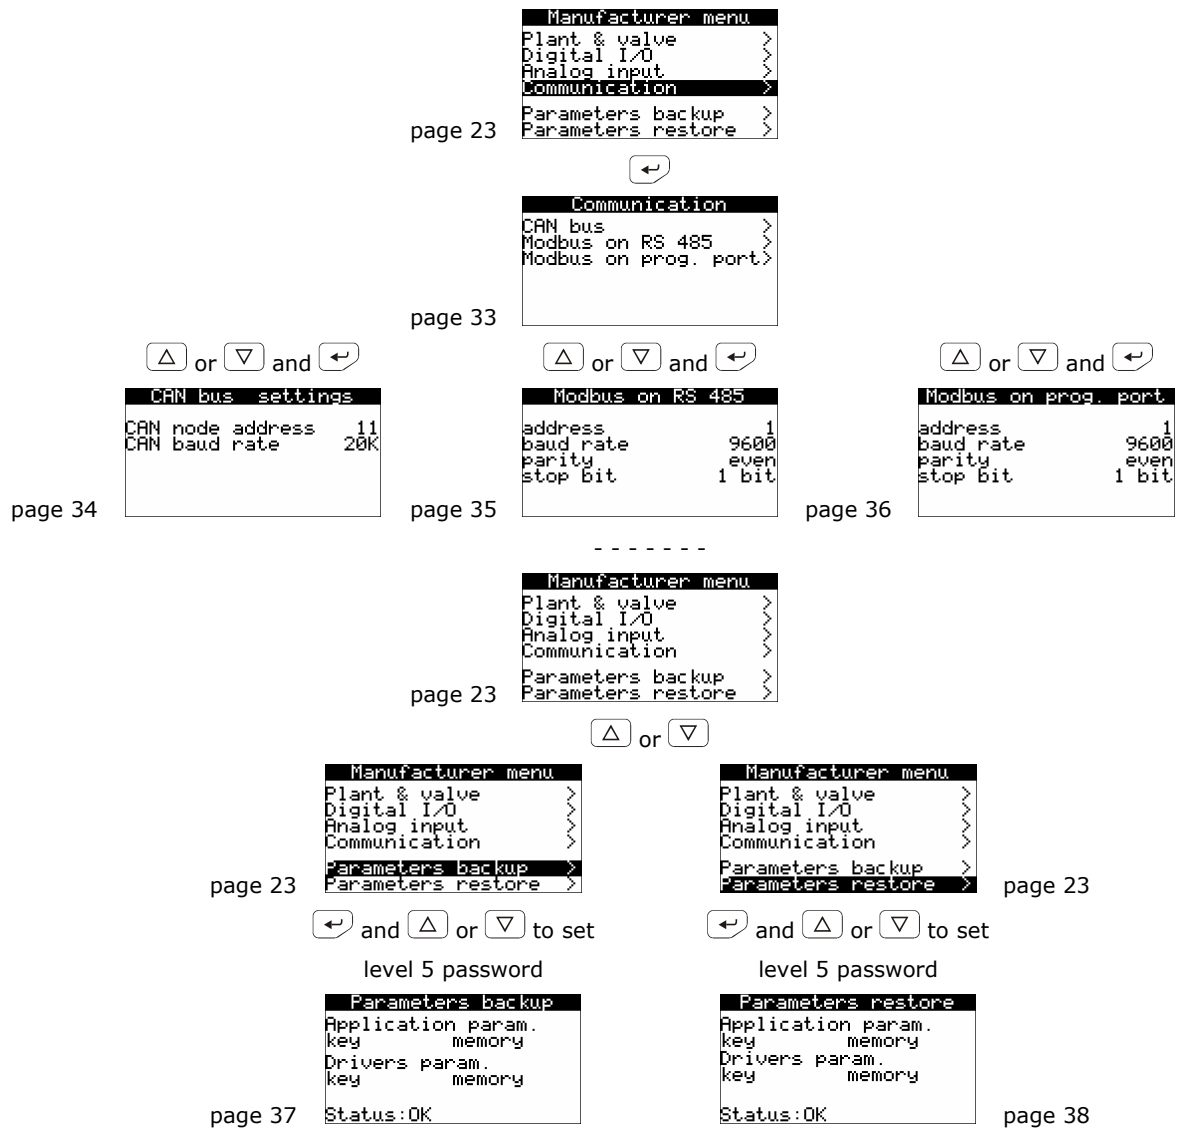 Manufacturer menu
Plant & valve >
Digital I/O >
Analog input >
Communication >
Parameters backup >
Parameters restore >
page 23
Communication
CAN bus >
Modbus on RS 485 >
Modbus on prog. port>
page 33
or and
or and
or and
CAN bus settings
CAN node address 11
CAN baud rate 20K
page 34
Modbus on RS 485
address 1
baud rate 9600
parity even
stop bit 1 bit
page 35
Modbus on prog. port
address 1
baud rate 9600
parity even
stop bit 1 bit
page 36
- - - - - - -
Manufacturer menu
Plant & valve >
Digital I/O >
Analog input >
Communication >
Parameters backup >
Parameters restore >
page 23
or
Manufacturer menu
Plant & valve >
Digital I/O >
Analog input >
Communication >
Parameters backup >
Parameters restore >
page 23
Manufacturer menu
Plant & valve >
Digital I/O >
Analog input >
Communication >
Parameters backup >
Parameters restore >
page 23
and or to set
level 5 password
and or to set
level 5 password
Parameters backup
Application param.
key memory
Drivers param.
key memory
Status:OK
page 37
Parameters restore
Application param.
key memory
Drivers param.
key memory
Status:OK
page 38